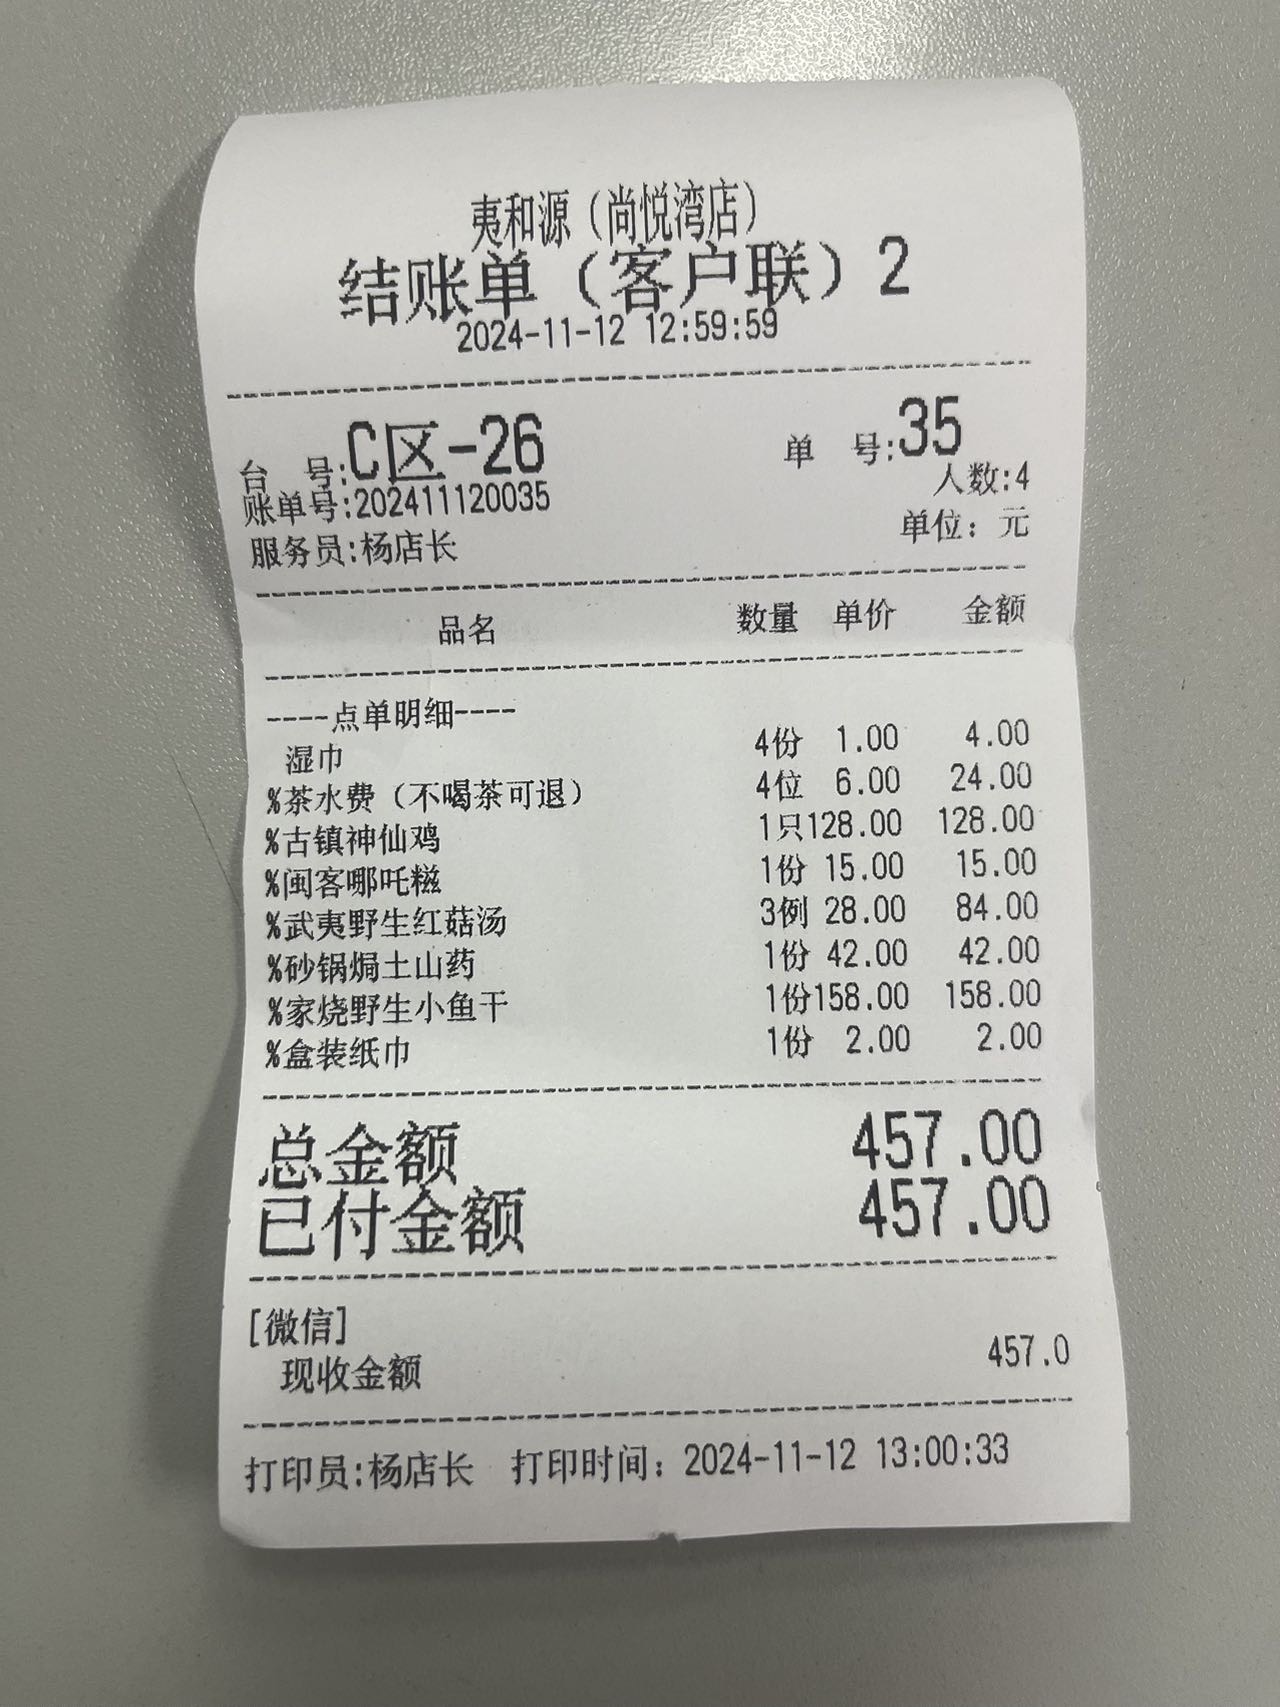 夷和源（尚悦湾店）
结账单（客户联）2
2024-11-12 12:59:59
台 号:C区-26 单 号:35
账单号:202411120035 人数:4
服务员:杨店长 单位：元
品名 数量 单价 金额
----点单明细----
湿巾 4份 1.00 4.00
%茶水费（不喝茶可退） 4位 6.00 24.00
%古镇神仙鸡 1只128.00 128.00
%闽客哪吒糍 1份 15.00 15.00
%武夷野生红菇汤 3例 28.00 84.00
%砂锅焗土山药 1份 42.00 42.00
%家烧野生小鱼干 1份158.00 158.00
%盒装纸巾 1份 2.00 2.00
总金额 457.00
已付金额 457.00
[微信]
现收金额 457.0
打印员:杨店长 打印时间：2024-11-12 13:00:33